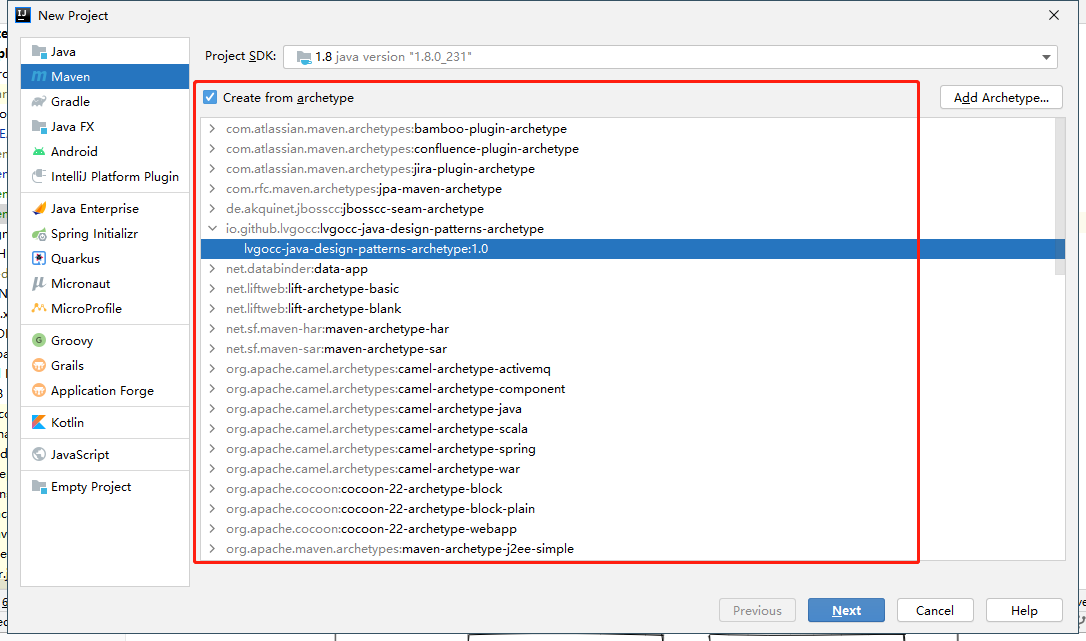 New Project
Java
Maven
Gradle
Java FX
Android
IntelliJ Platform Plugin
Java Enterprise
Spring Initializr
Quarkus
Micronaut
MicroProfile
Groovy
Grails
Application Forge
Kotlin
JavaScript
Empty Project
Project SDK: 1.8 java version "1.8.0_231"
Create from archetype
Add Archetype...
com.atlassian.maven.archetypes:bamboo-plugin-archetype
com.atlassian.maven.archetypes:confluence-plugin-archetype
com.atlassian.maven.archetypes:jira-plugin-archetype
com.rfc.maven.archetypes:jpa-maven-archetype
de.akquinet.jbosscc:jbosscc-seam-archetype
io.github.lvgocc:lvgocc-java-design-patterns-archetype
lvgocc-java-design-patterns-archetype:1.0
net.databinder:data-app
net.liftweb:lift-archetype-basic
net.liftweb:lift-archetype-blank
net.sf.maven-har:maven-archetype-har
net.sf.maven-sar:maven-archetype-sar
org.apache.camel.archetypes:camel-archetype-activemq
org.apache.camel.archetypes:camel-archetype-component
org.apache.camel.archetypes:camel-archetype-java
org.apache.camel.archetypes:camel-archetype-scala
org.apache.camel.archetypes:camel-archetype-spring
org.apache.camel.archetypes:camel-archetype-war
org.apache.cocoon:cocoon-22-archetype-block
org.apache.cocoon:cocoon-22-archetype-block-plain
org.apache.cocoon:cocoon-22-archetype-webapp
org.apache.maven.archetypes:maven-archetype-j2ee-simple
Previous
Next
Cancel
Help